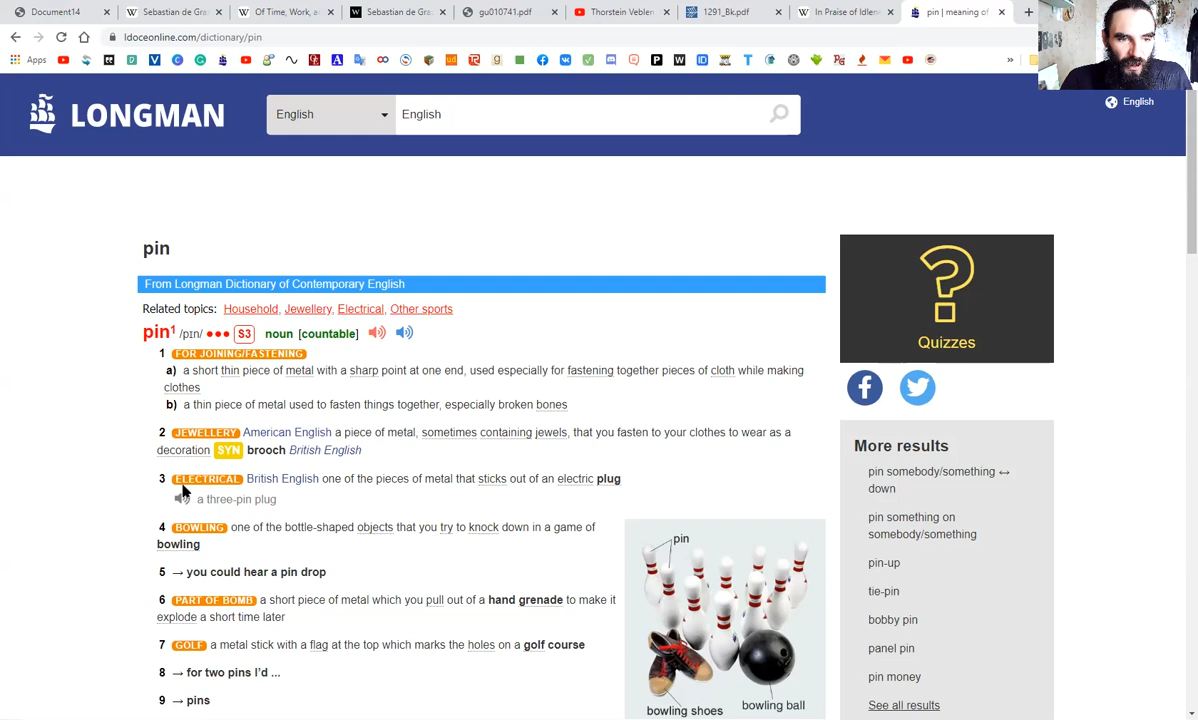 Document14
Sebastian de Gra
Of Time, Work, a
Sebastian de Gra
gu010741.pdf
Thorstein Veble
1291_Bk.pdf
In Praise of Idlen
pin | meaning of
ldoceonline.com/dictionary/pin
Apps
LONGMAN
English
English
English
pin
From Longman Dictionary of Contemporary English
Related topics: Household, Jewellery, Electrical, Other sports
pin1 /pɪn/ ●●● S3 noun [countable]
1 FOR JOINING/FASTENING
a) a short thin piece of metal with a sharp point at one end, used especially for fastening together pieces of cloth while making
clothes
b) a thin piece of metal used to fasten things together, especially broken bones
2 JEWELLERY American English a piece of metal, sometimes containing jewels, that you fasten to your clothes to wear as a
decoration SYN brooch British English
3 ELECTRICAL British English one of the pieces of metal that sticks out of an electric plug
a three-pin plug
4 BOWLING one of the bottle-shaped objects that you try to knock down in a game of
bowling
5 → you could hear a pin drop
6 PART OF BOMB a short piece of metal which you pull out of a hand grenade to make it
explode a short time later
7 GOLF a metal stick with a flag at the top which marks the holes on a golf course
8 → for two pins I'd ...
9 → pins
pin
bowling shoes
bowling ball
?
Quizzes
More results
pin somebody/something ↔
down
pin something on
somebody/something
pin-up
tie-pin
bobby pin
panel pin
pin money
See all results